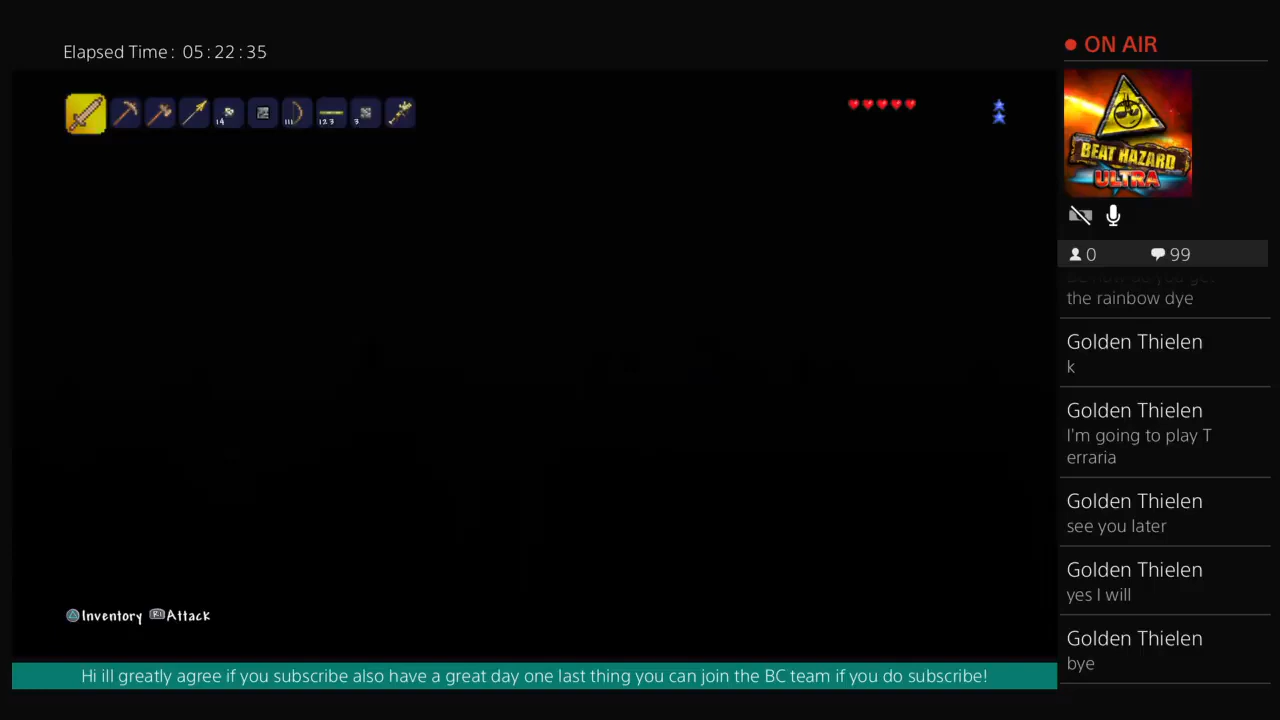 Elapsed Time: 05:22:35
ON AIR
14
111
123
3
BEAT HAZARD
ULTRA
0
99
the rainbow dye
Golden Thielen
k
Golden Thielen
I'm going to play T
erraria
Golden Thielen
see you later
Golden Thielen
yes I will
Golden Thielen
bye
Inventory R1 Attack
Hi ill greatly agree if you subscribe also have a great day one last thing you can join the BC team if you do subscribe!